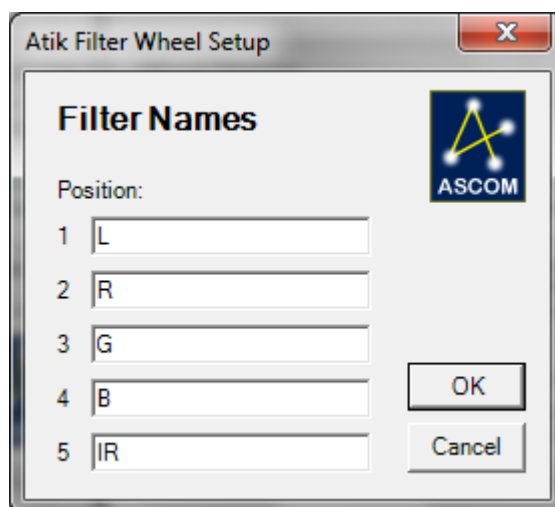 Atik Filter Wheel Setup
x
Filter Names
ASCOM
Position:
1 L
2 R
3 G
4 B
5 IR
OK
Cancel